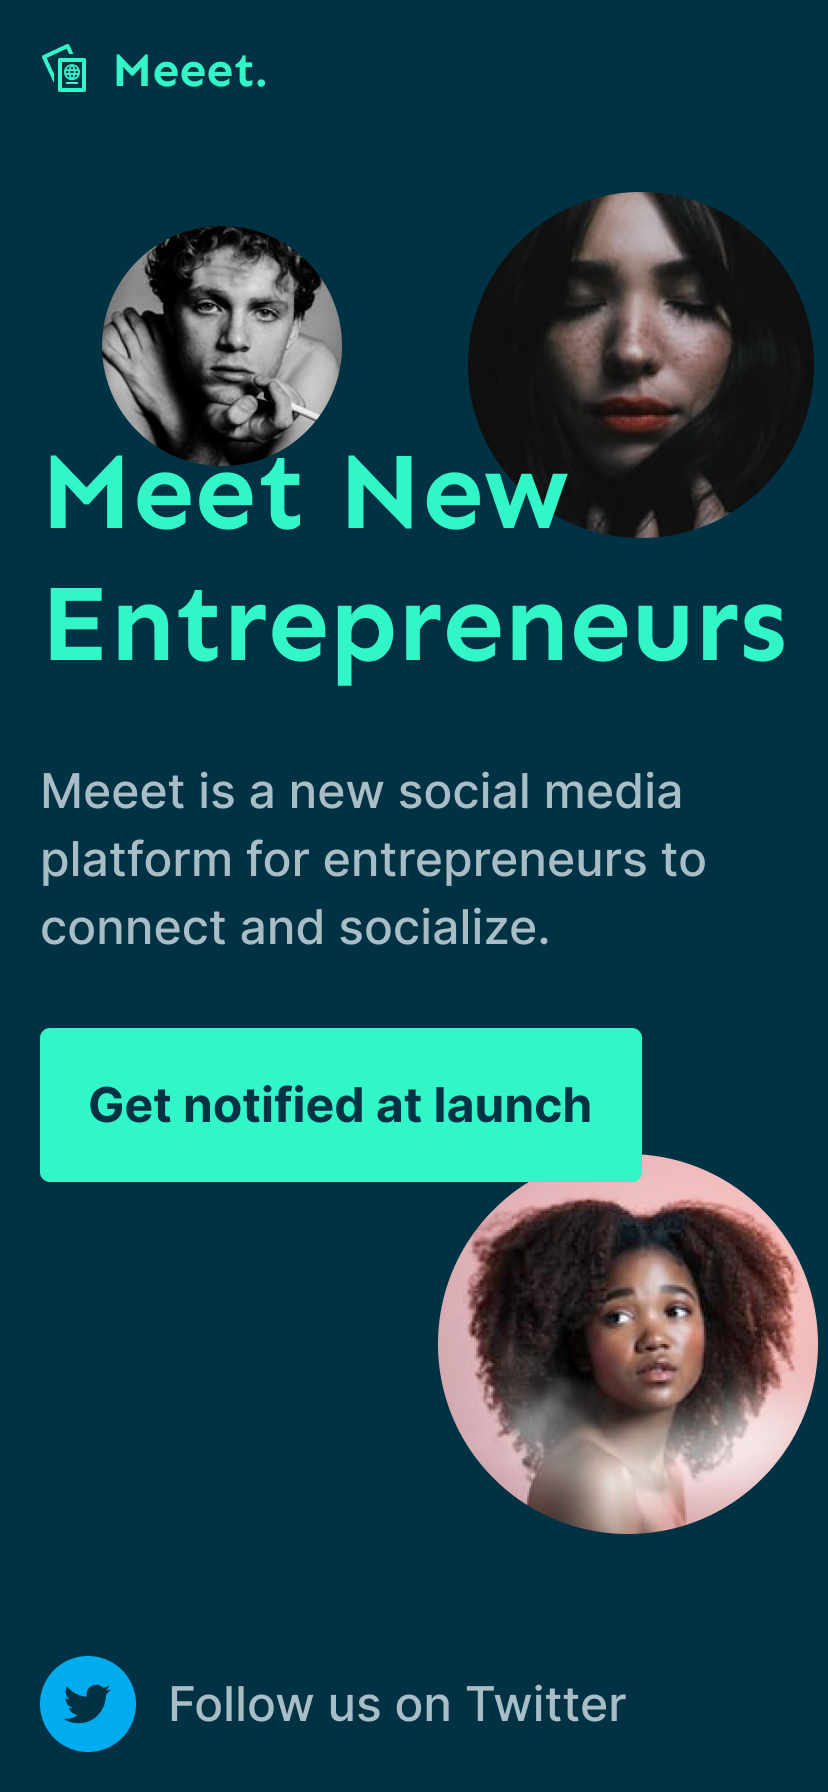 Meeet.
Meet New
Entrepreneurs
Meeet is a new social media
platform for entrepreneurs to
connect and socialize.
Get notified at launch
Follow us on Twitter